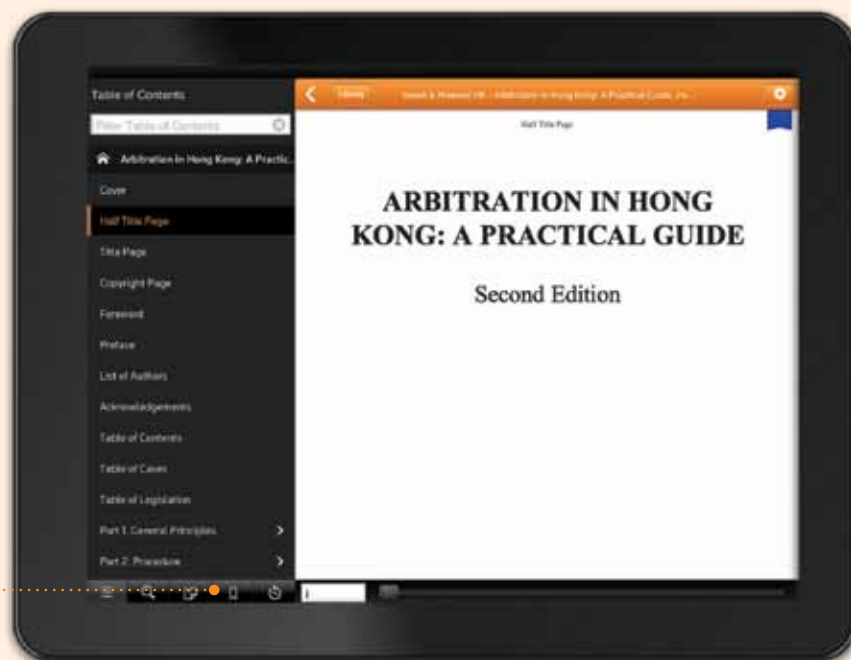 Table of Contents
Filter Table of Contents
Arbitration in Hong Kong: A Practic...
Cover
Half Title Page
Title Page
Copyright Page
Foreword
Preface
List of Authors
Acknowledgements
Table of Contents
Table of Cases
Table of Legislation
Part 1. General Principles
Part 2. Procedure
Library
Half Title Page
ARBITRATION IN HONG
KONG: A PRACTICAL GUIDE
Second Edition